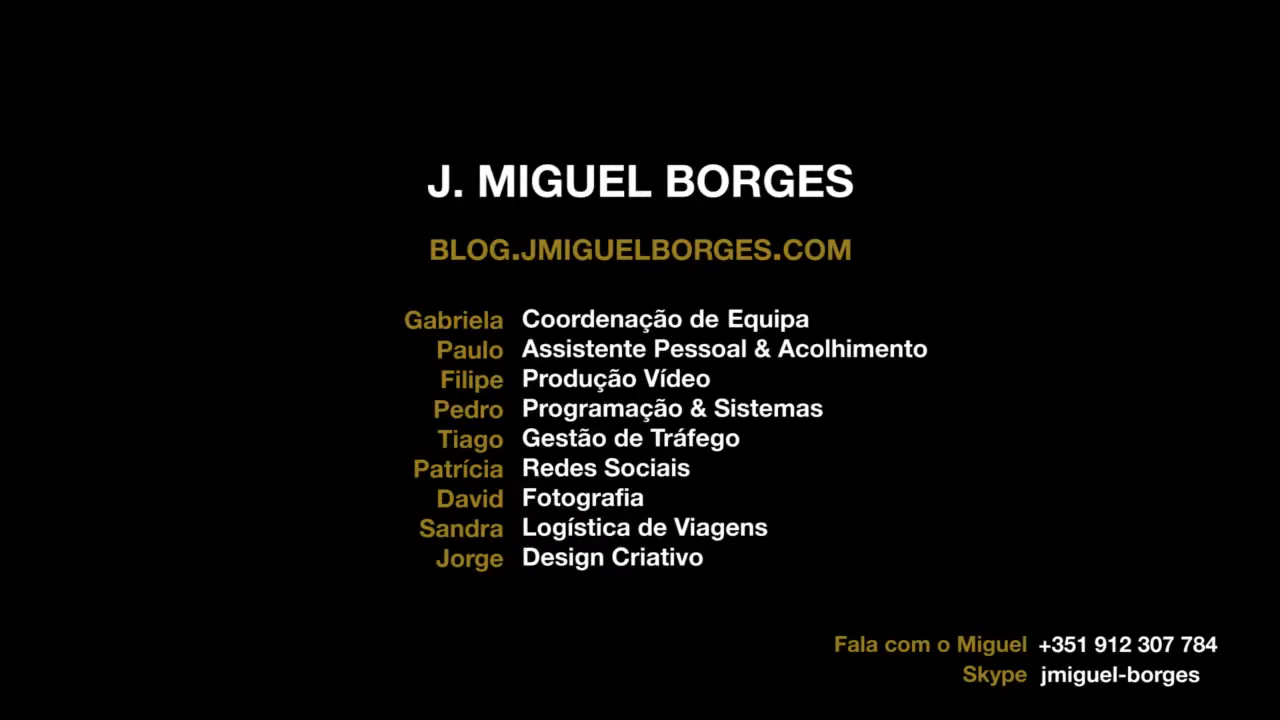 J. MIGUEL BORGES
BLOG.JMIGUELBORGES.COM
Gabriela Coordenação de Equipa
Paulo Assistente Pessoal & Acolhimento
Filipe Produção Vídeo
Pedro Programação & Sistemas
Tiago Gestão de Tráfego
Patrícia Redes Sociais
David Fotografia
Sandra Logística de Viagens
Jorge Design Criativo
Fala com o Miguel +351 912 307 784
Skype jmiguel-borges